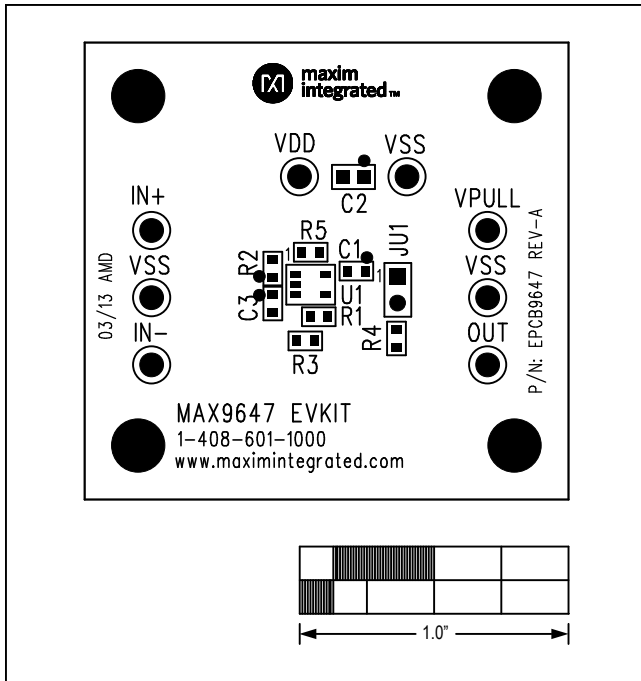 maxim
integrated™
VDD
VSS
C2
IN+
VPULL
JU1
R5
C1
R2
1
1
03/13 AMD
VSS
VSS
U1
C3
R1
R4
IN-
OUT
R3
P/N: EPCB9647 REV-A
MAX9647 EVKIT
1-408-601-1000
www.maximintegrated.com
1.0"